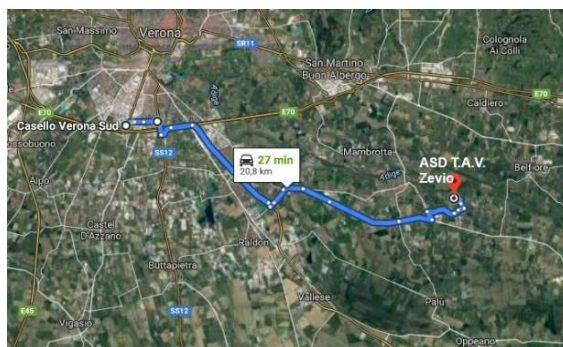 San Massimo
Verona
SR11
Colognola
Ai Colli
San Martino
Buon Albergo
Adige
E70
E70
Caldiero
Casello Verona Sud
SS12
Mambrotta
ASD T.A.V.
Zevio
Belfiore
27 min
20,8 km
Alpo
Adige
Castel
D'Azzano
Raldon
Buttapietra
Vallese
SS12
Palù
E45
Vigasio
Oppeano